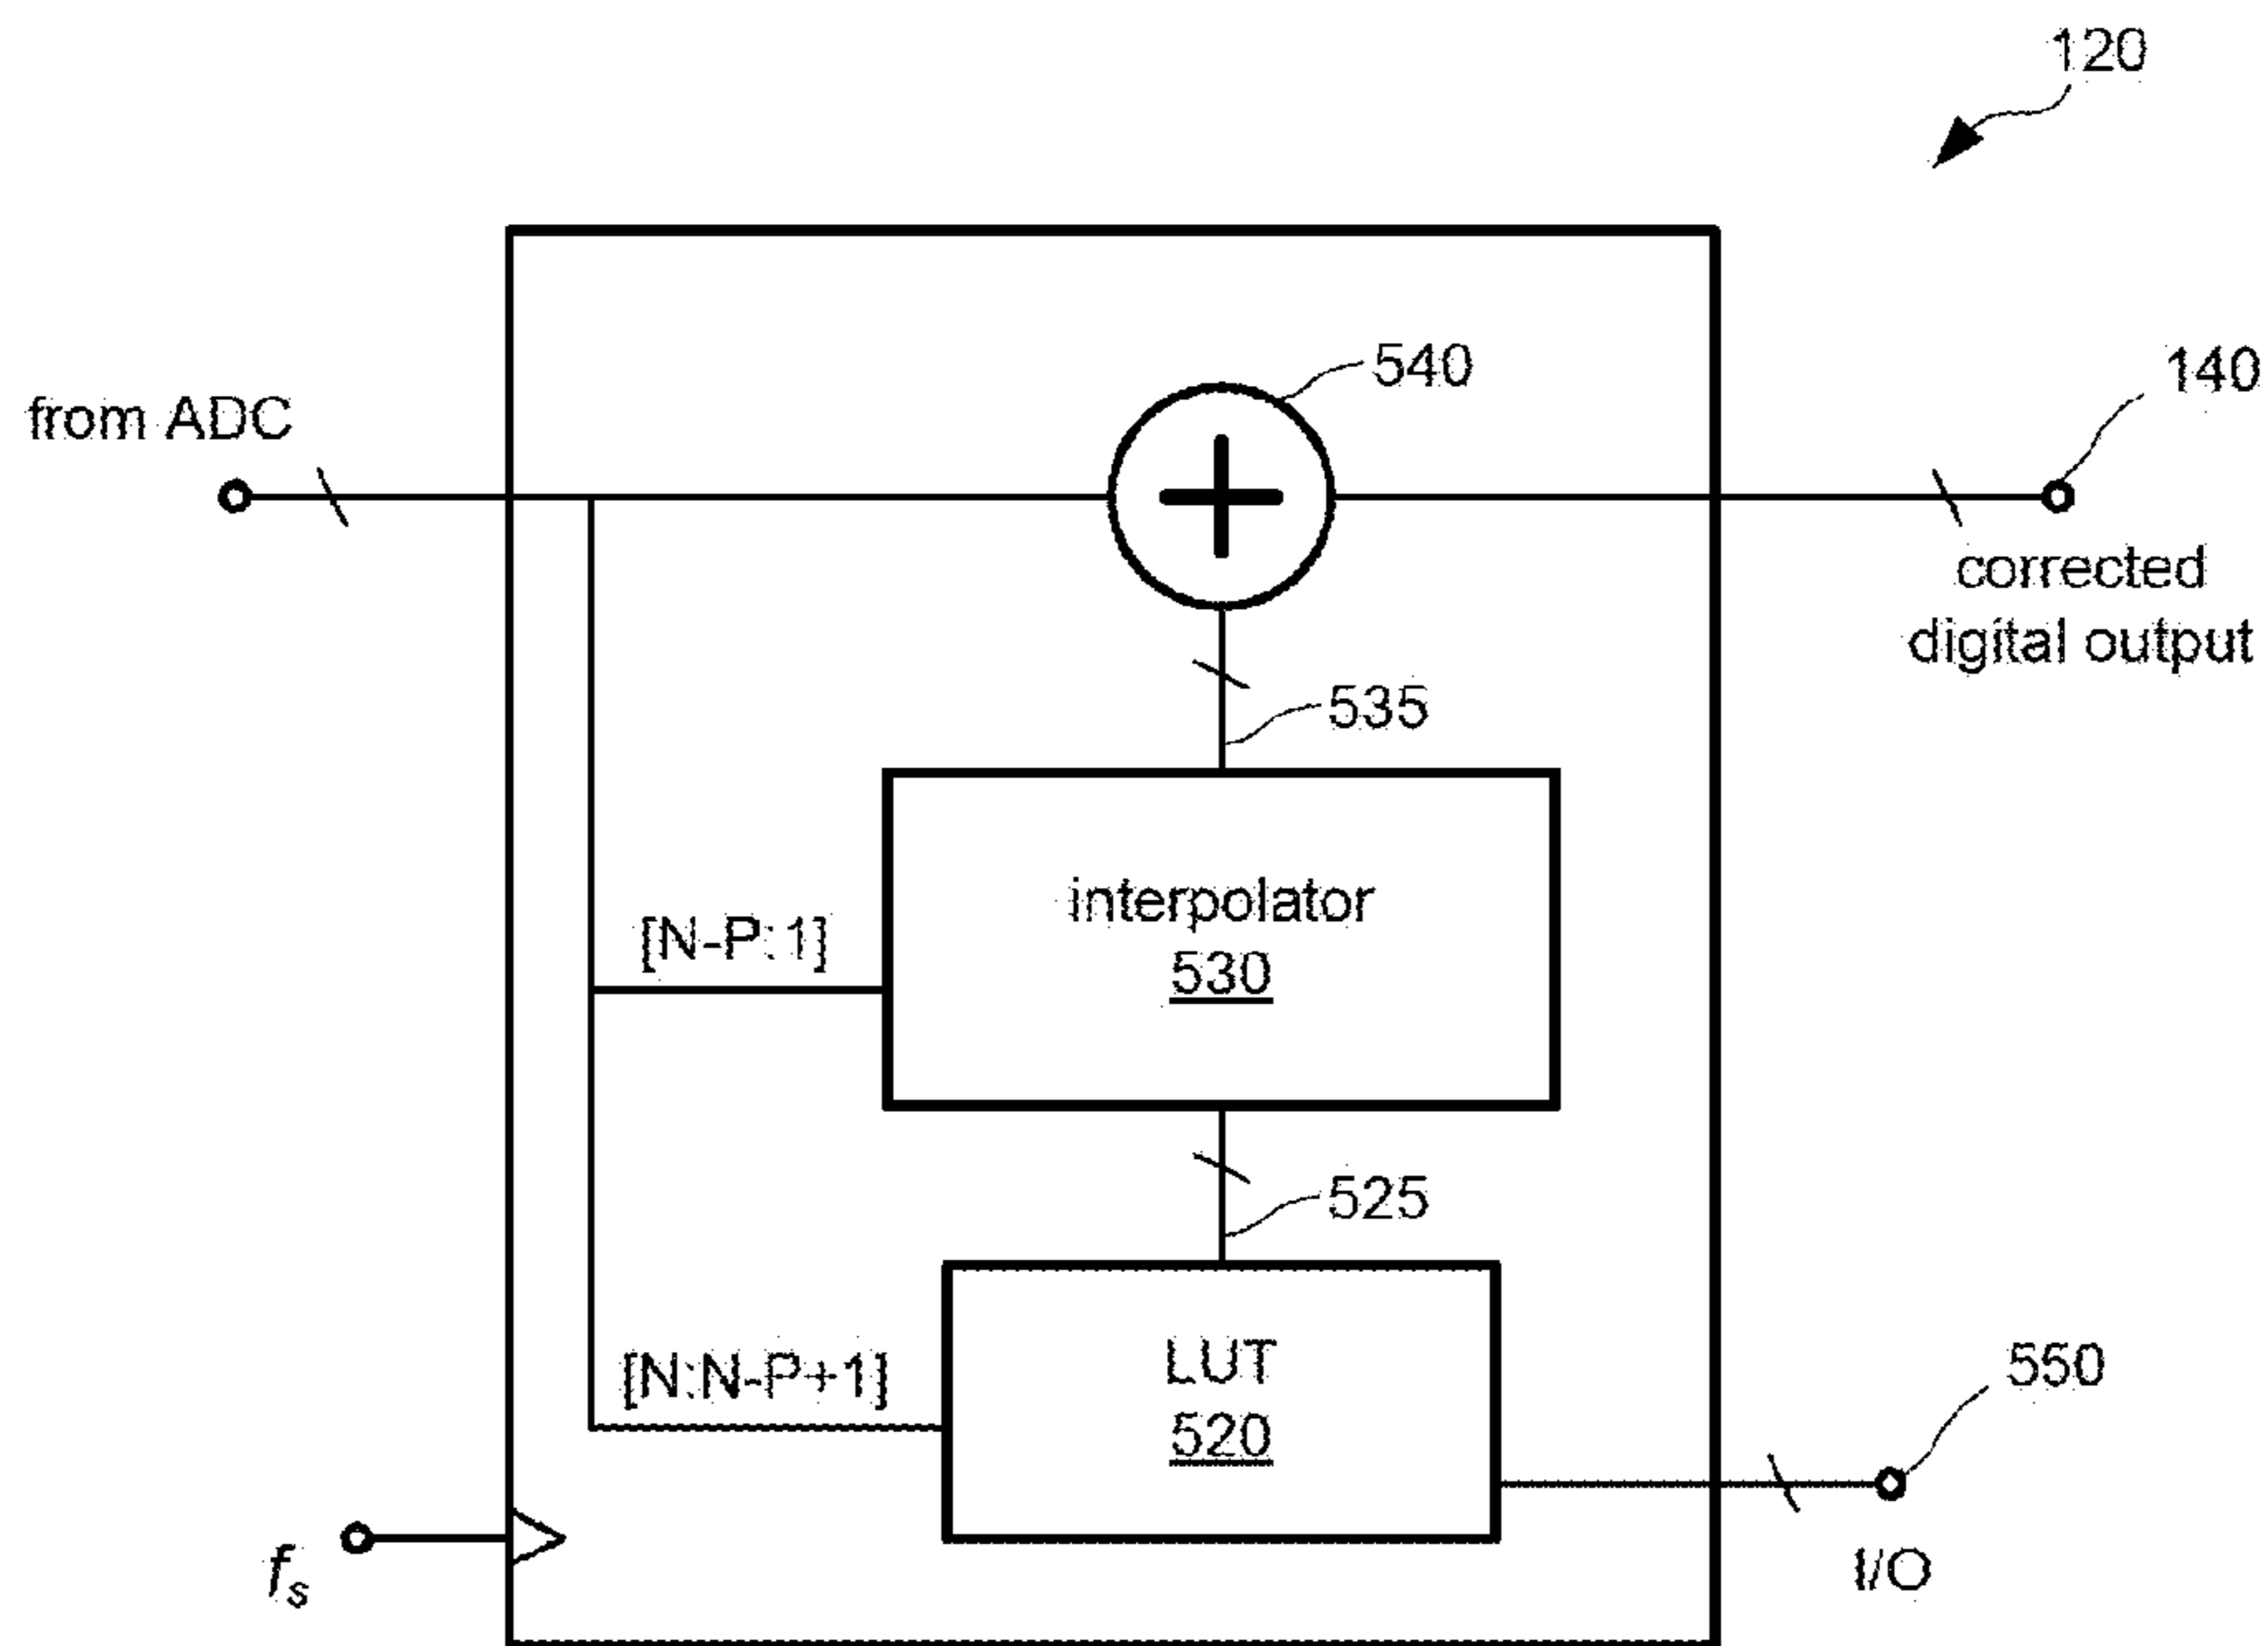 120
540
140
from ADC
corrected
digital output
535
interpolator
530
[N-P:1]
525
LUT
520
[N:N-P+1]
550
fs
I/O